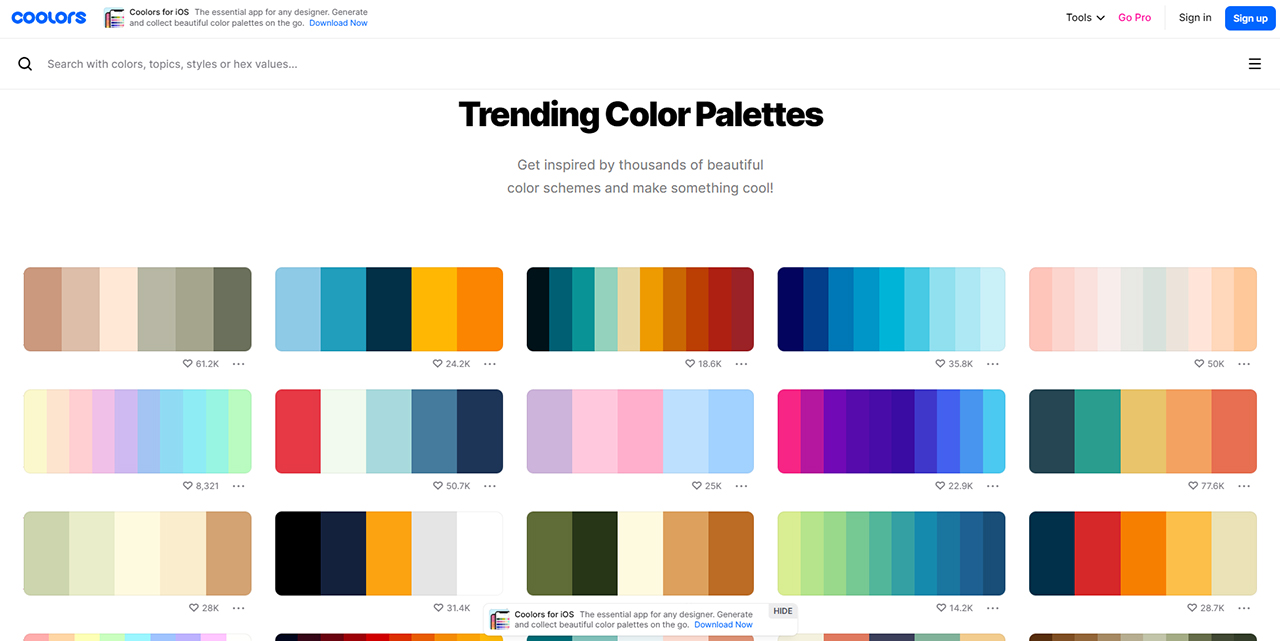 coolors
Coolors for iOS The essential app for any designer. Generate
and collect beautiful color palettes on the go. Download Now
Tools
Go Pro
Sign in
Sign up
Search with colors, topics, styles or hex values...
Trending Color Palettes
Get inspired by thousands of beautiful
color schemes and make something cool!
61.2K
24.2K
18.6K
35.8K
50K
8,321
50.7K
25K
22.9K
77.6K
28K
31.4K
14.2K
28.7K
Coolors for iOS The essential app for any designer. Generate
and collect beautiful color palettes on the go. Download Now
HIDE